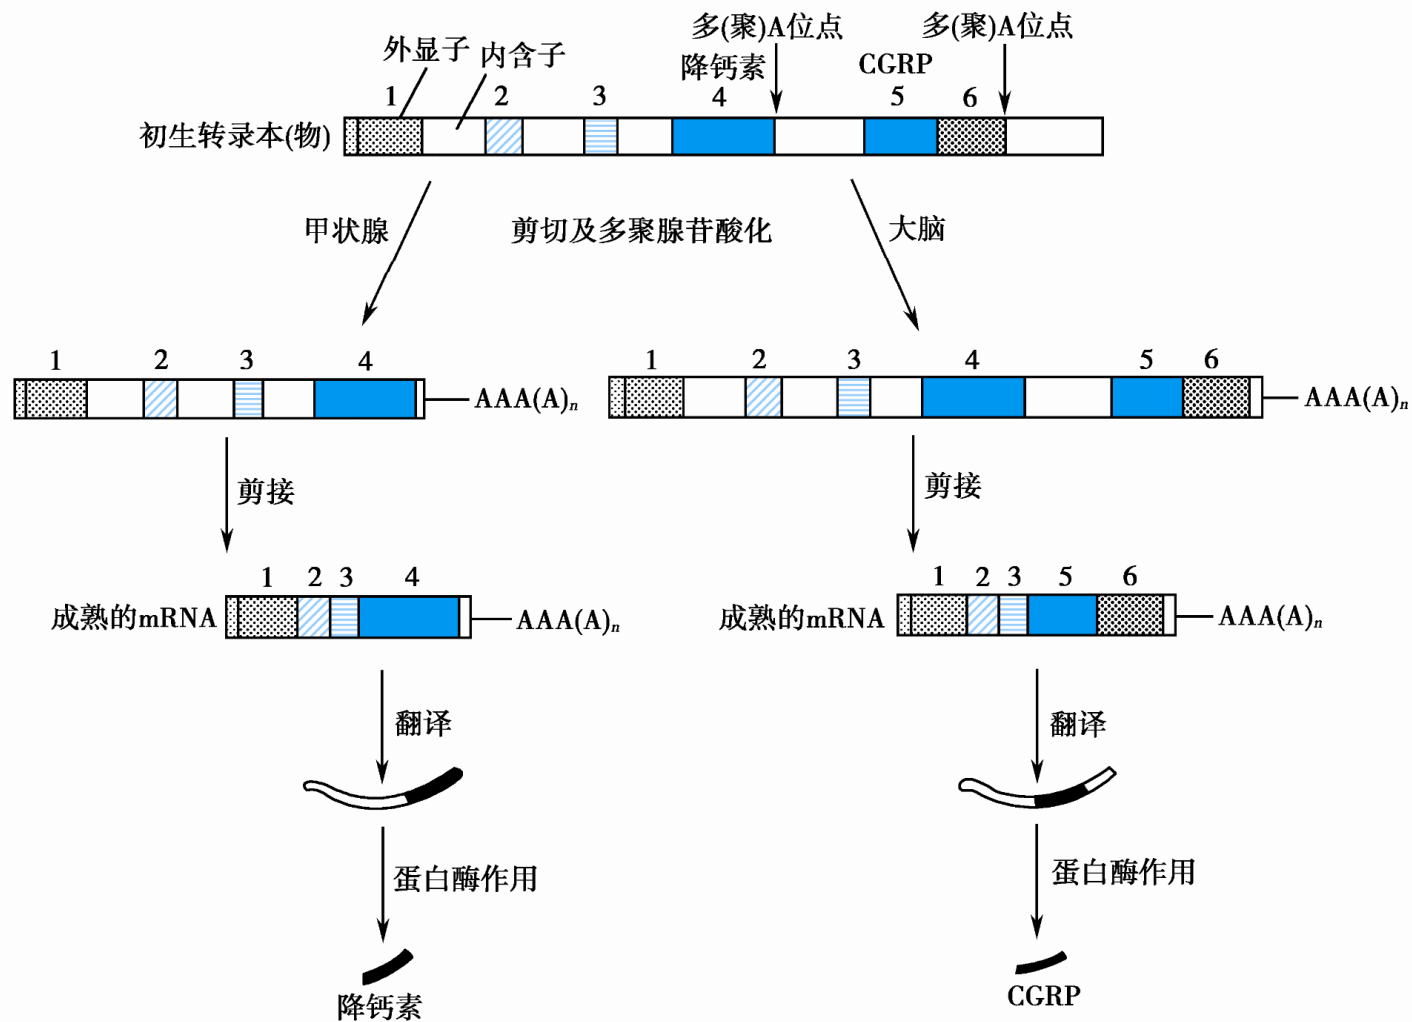 多(聚)A位点 多(聚)A位点
外显子 内含子 降钙素 CGRP
1 2 3 4 5 6
初生转录本(物)
甲状腺 剪切及多聚腺苷酸化 大脑
1 2 3 4 1 2 3 4 5 6
AAA(A)n AAA(A)n
剪接 剪接
1 2 3 4 1 2 3 5 6
成熟的mRNA AAA(A)n 成熟的mRNA AAA(A)n
翻译 翻译
蛋白酶作用 蛋白酶作用
降钙素 CGRP